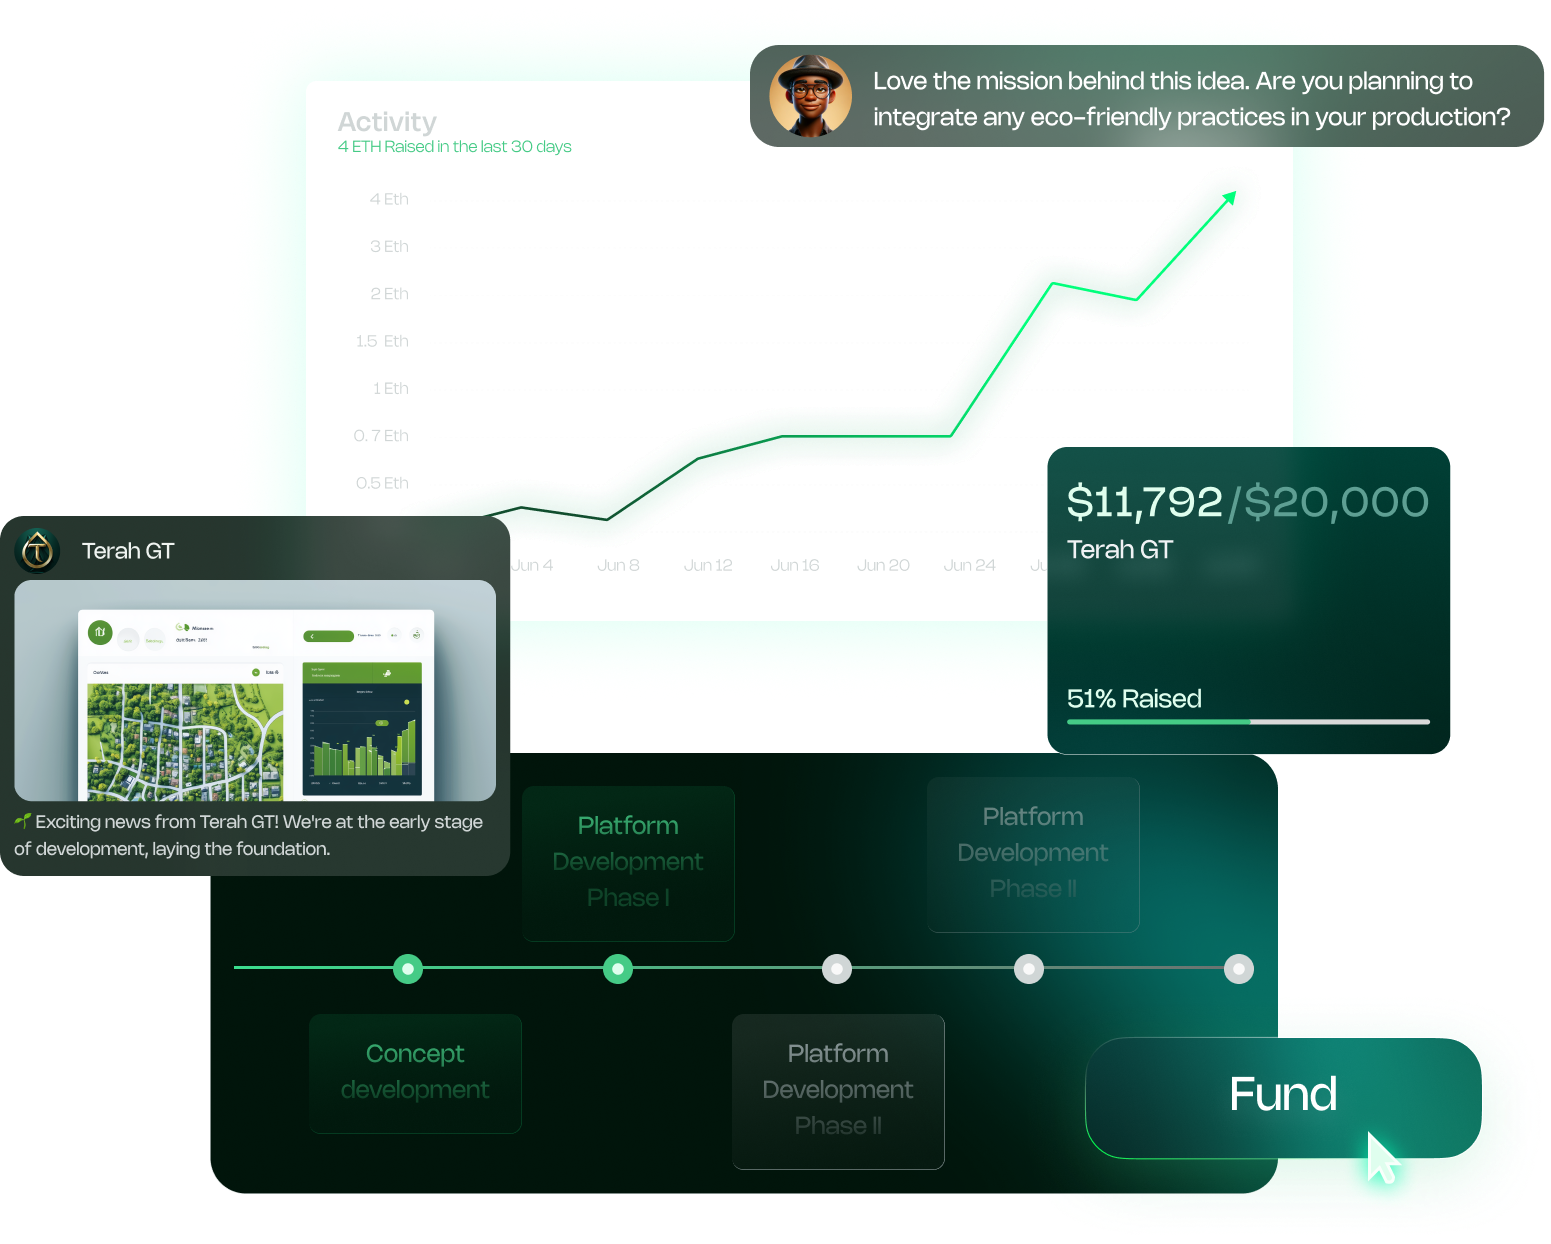 Love the mission behind this idea. Are you planning to
integrate any eco-friendly practices in your production?
Activity
4 ETH Raised in the last 30 days
4 Eth
3 Eth
2 Eth
1.5 Eth
1 Eth
0.7 Eth
0.5 Eth
Jun 4
Jun 8
Jun 12
Jun 16
Jun 20
Jun 24
$11,792/$20,000
Terah GT
51% Raised
Terah GT
Exciting news from Terah GT! We're at the early stage
of development, laying the foundation.
Platform
Development
Phase I
Platform
Development
Phase II
Concept
development
Platform
Development
Phase II
Fund